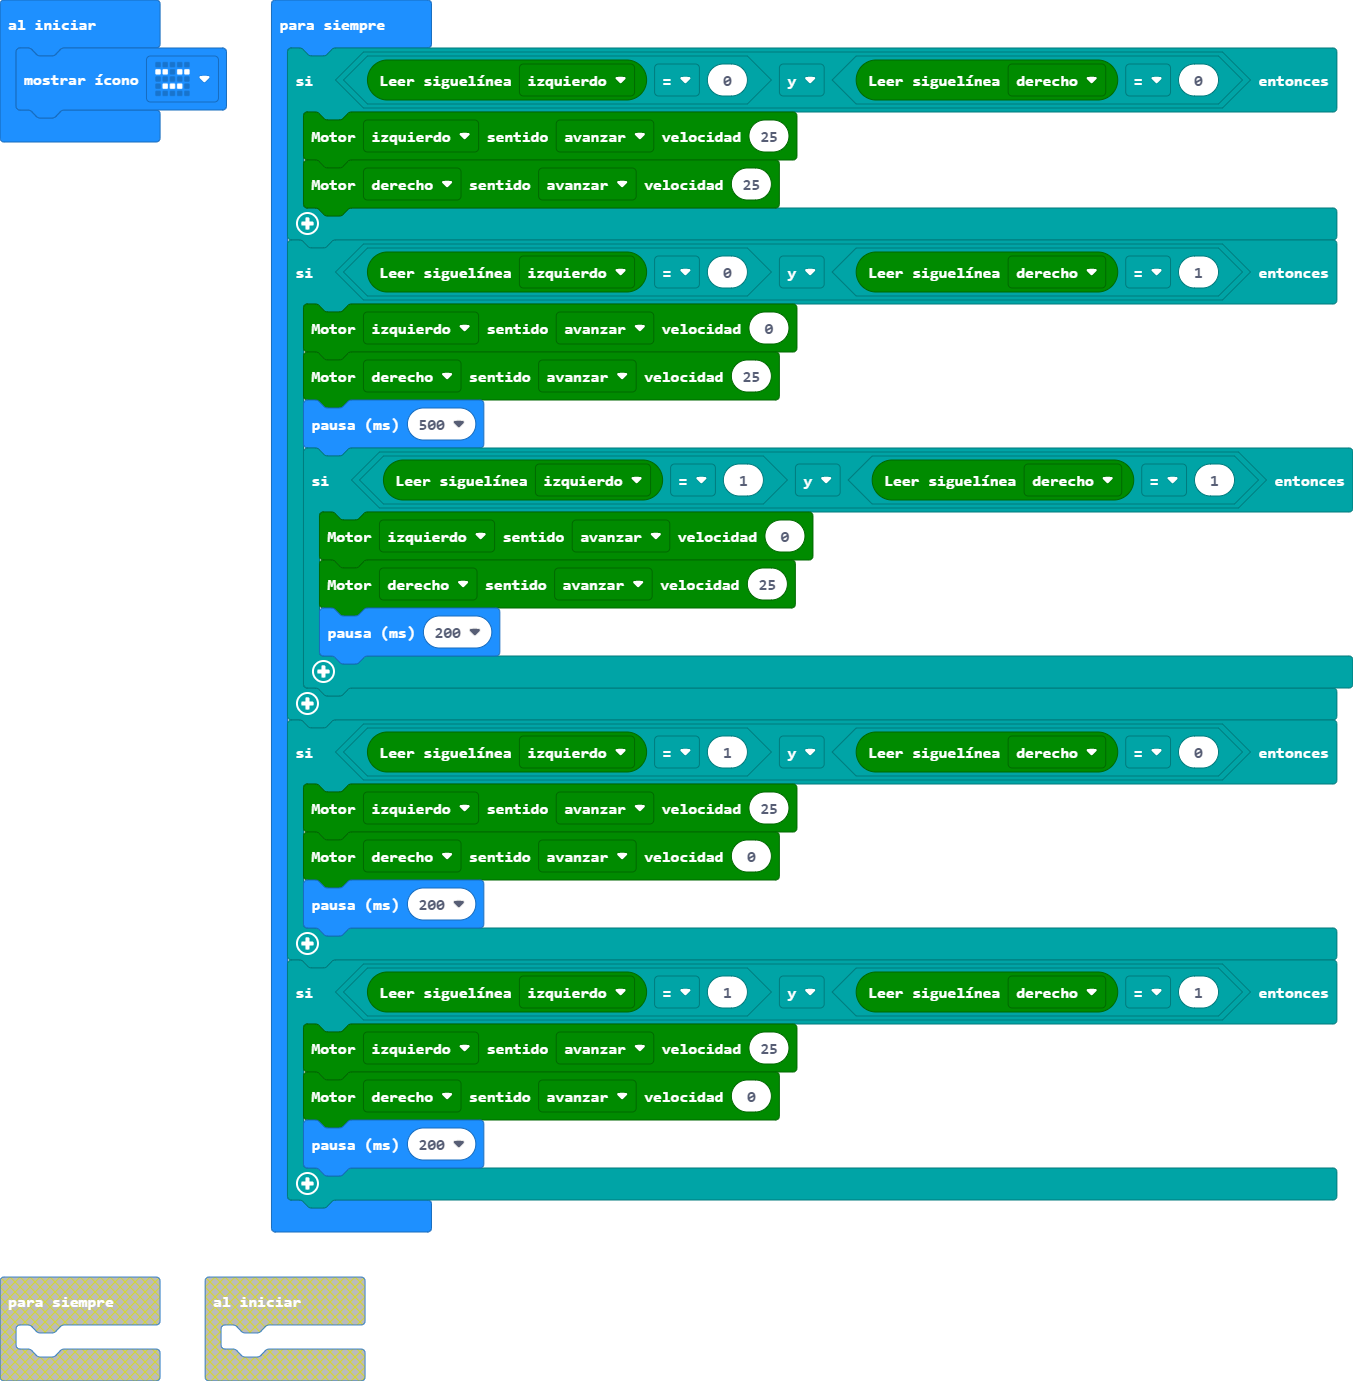 al iniciar
mostrar ícono
para siempre
si Leer siguelínea izquierdo = 0 y Leer siguelínea derecho = 0 entonces
Motor izquierdo sentido avanzar velocidad 25
Motor derecho sentido avanzar velocidad 25
si Leer siguelínea izquierdo = 0 y Leer siguelínea derecho = 1 entonces
Motor izquierdo sentido avanzar velocidad 0
Motor derecho sentido avanzar velocidad 25
pausa (ms) 500
si Leer siguelínea izquierdo = 1 y Leer siguelínea derecho = 1 entonces
Motor izquierdo sentido avanzar velocidad 0
Motor derecho sentido avanzar velocidad 25
pausa (ms) 200
si Leer siguelínea izquierdo = 1 y Leer siguelínea derecho = 0 entonces
Motor izquierdo sentido avanzar velocidad 25
Motor derecho sentido avanzar velocidad 0
pausa (ms) 200
si Leer siguelínea izquierdo = 1 y Leer siguelínea derecho = 1 entonces
Motor izquierdo sentido avanzar velocidad 25
Motor derecho sentido avanzar velocidad 0
pausa (ms) 200
para siempre
al iniciar